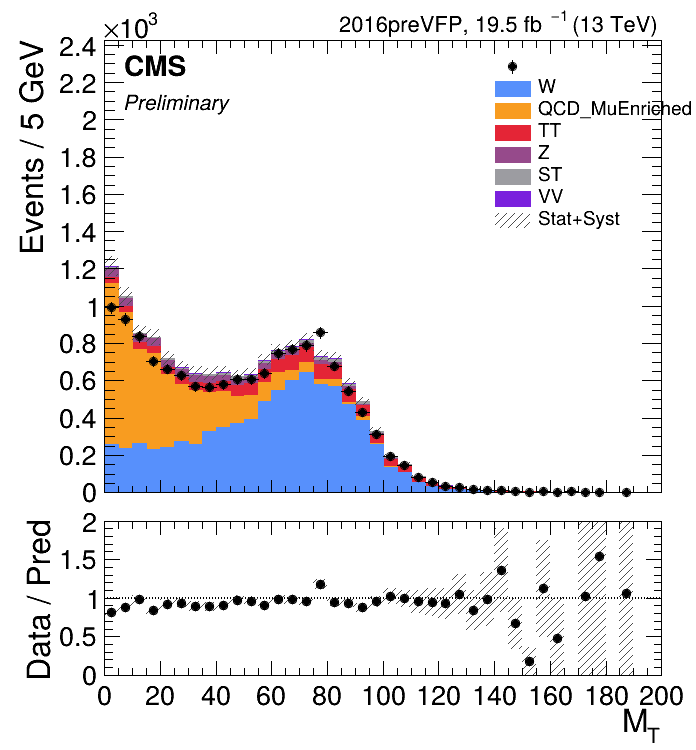 ×10³
2016preVFP, 19.5 fb ⁻¹ (13 TeV)
CMS
Preliminary
W
QCD_MuEnriched
TT
Z
ST
VV
Stat+Syst
Events / 5 GeV
2.4
2.2
2
1.8
1.6
1.4
1.2
1
0.8
0.6
0.4
0.2
0
Data / Pred
2
1.5
1
0.5
0
0 20 40 60 80 100 120 140 160 180 200
M_T